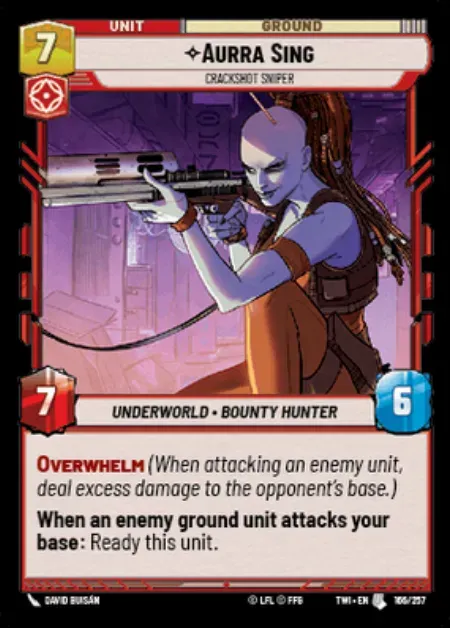 UNIT GROUND
7 AURRA SING
CRACKSHOT SNIPER
7 UNDERWORLD • BOUNTY HUNTER 6
OVERWHELM (When attacking an enemy unit,
deal excess damage to the opponent's base.)
When an enemy ground unit attacks your
base: Ready this unit.
DAVID BUISÁN © LFL © FFG TWI • EN 166/257